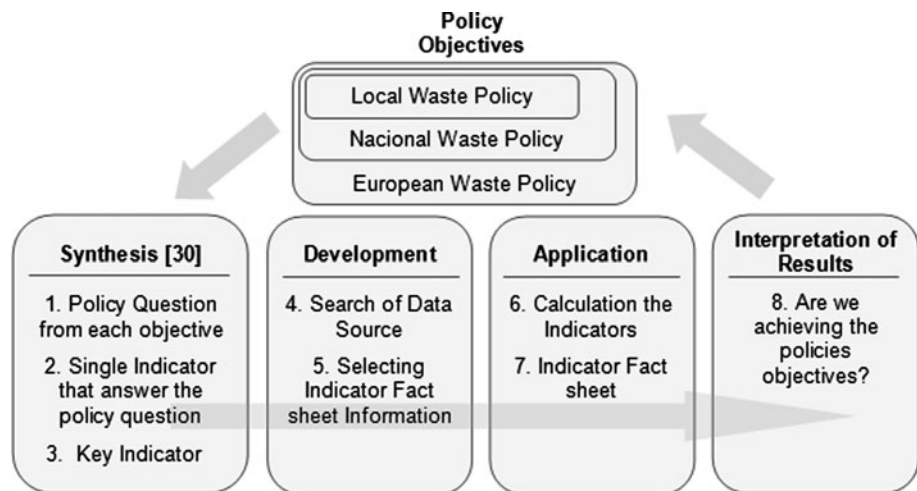 Policy
Objectives
Local Waste Policy
Nacional Waste Policy
European Waste Policy
Synthesis [30]
1. Policy Question
from each objective
2. Single Indicator
that answer the
policy question
3. Key Indicator
Development
4. Search of Data
Source
5. Selecting
Indicator Fact
sheet Information
Application
6. Calculation the
Indicators
7. Indicator Fact
sheet
Interpretation of
Results
8. Are we
achieving the
policies
objectives?